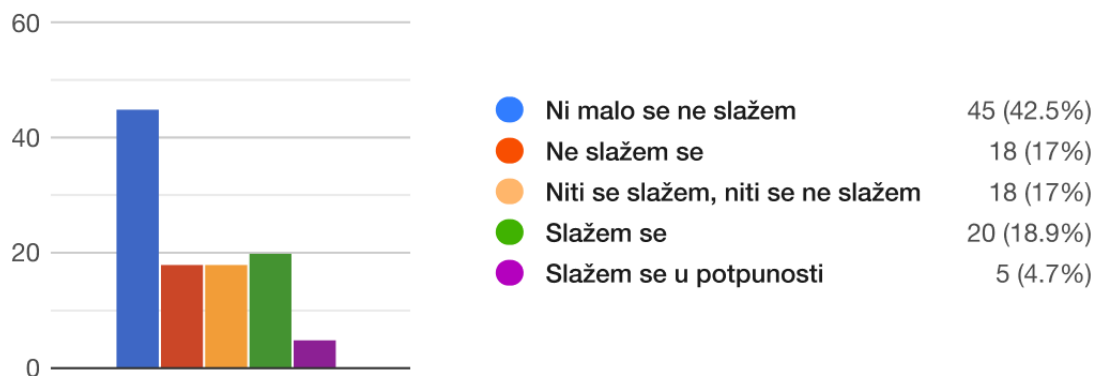 60
40
20
0
Ni malo se ne slažem 45 (42.5%)
Ne slažem se 18 (17%)
Niti se slažem, niti se ne slažem 18 (17%)
Slažem se 20 (18.9%)
Slažem se u potpunosti 5 (4.7%)